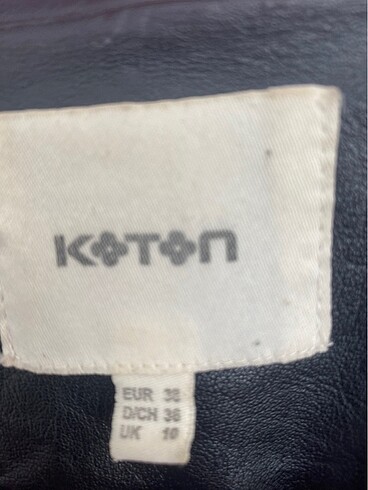 KOTON
EUR 38
D/CH 36
UK 10